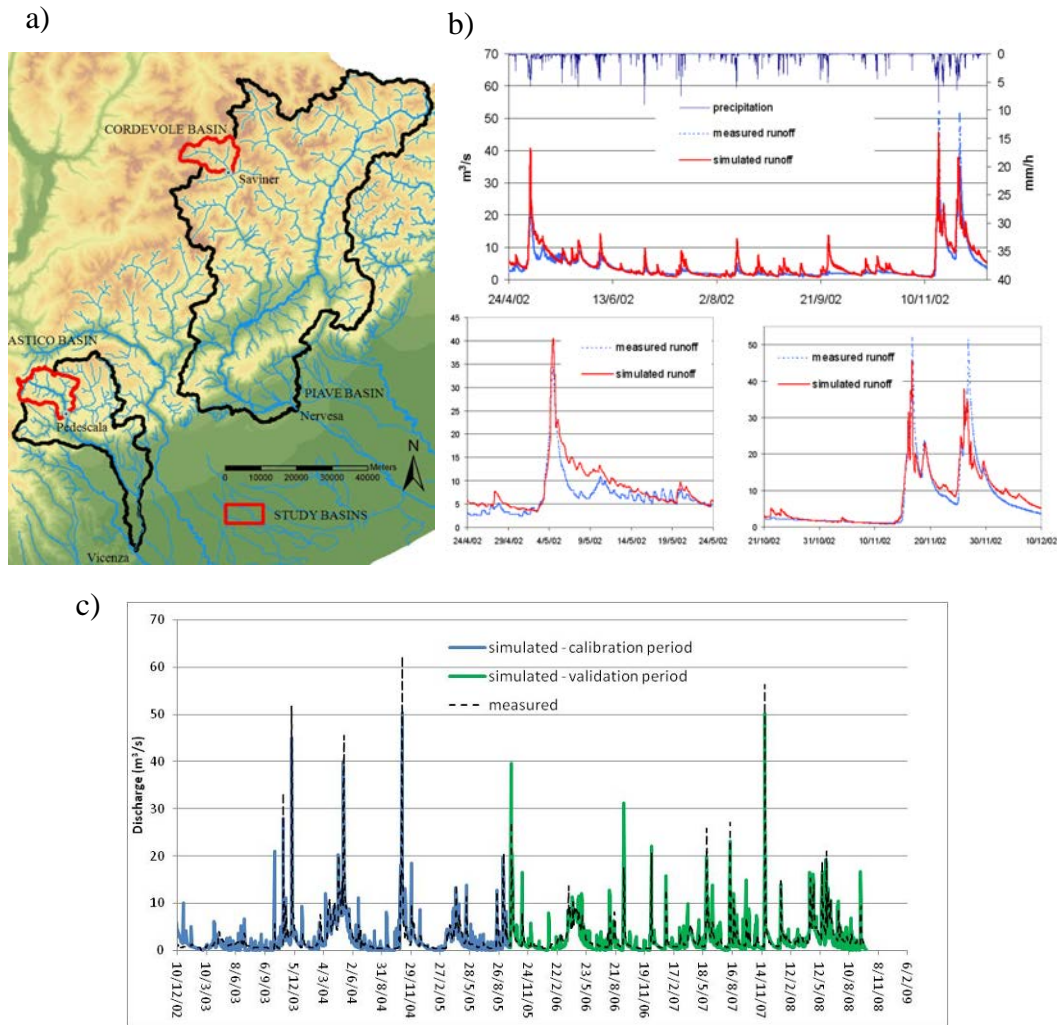 a)
CORDEVOLE BASIN
Saviner
ASTICO BASIN
Pedescala
PIAVE BASIN
Nervesa
N
Meters
0 10000 20000 30000 40000
STUDY BASINS
Vicenza
b)
70
60
50
40
30
20
10
0
m³/s
precipitation
measured runoff
simulated runoff
0
5
10
15
20
25
30
35
40
mm/h
24/4/02 13/6/02 2/8/02 21/9/02 10/11/02
45
40
35
30
25
20
15
10
5
0
measured runoff
simulated runoff
24/4/02 29/4/02 4/5/02 9/5/02 14/5/02 19/5/02 24/5/02
50
40
30
20
10
0
measured runoff
simulated runoff
21/10/02 31/10/02 10/11/02 20/11/02 30/11/02 10/12/02
c)
70
60
50
40
30
20
10
0
Discharge (m³/s)
simulated - calibration period
simulated - validation period
measured
10/12/02
10/3/03
8/6/03
6/9/03
5/12/03
4/3/04
2/6/04
31/8/04
29/11/04
27/2/05
28/5/05
26/8/05
24/11/05
22/2/06
23/5/06
21/8/06
19/11/06
17/2/07
18/5/07
16/8/07
14/11/07
12/2/08
12/5/08
10/8/08
8/11/08
6/2/09